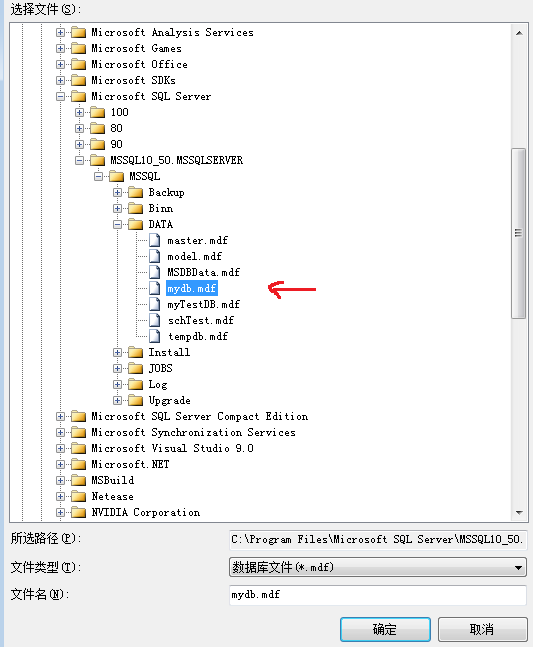 选择文件(S):
Microsoft Analysis Services
Microsoft Games
Microsoft Office
Microsoft SDKs
Microsoft SQL Server
100
80
90
MSSQL10_50.MSSQLSERVER
MSSQL
Backup
Binn
DATA
master.mdf
model.mdf
MSDBData.mdf
mydb.mdf
myTestDB.mdf
schTest.mdf
tempdb.mdf
Install
JOBS
Log
Upgrade
Microsoft SQL Server Compact Edition
Microsoft Synchronization Services
Microsoft Visual Studio 9.0
Microsoft.NET
MSBuild
Netease
NVIDIA Corporation
所选路径(P): C:\Program Files\Microsoft SQL Server\MSSQL10_50.
文件类型(T): 数据库文件(*.mdf)
文件名(N): mydb.mdf
确定 取消